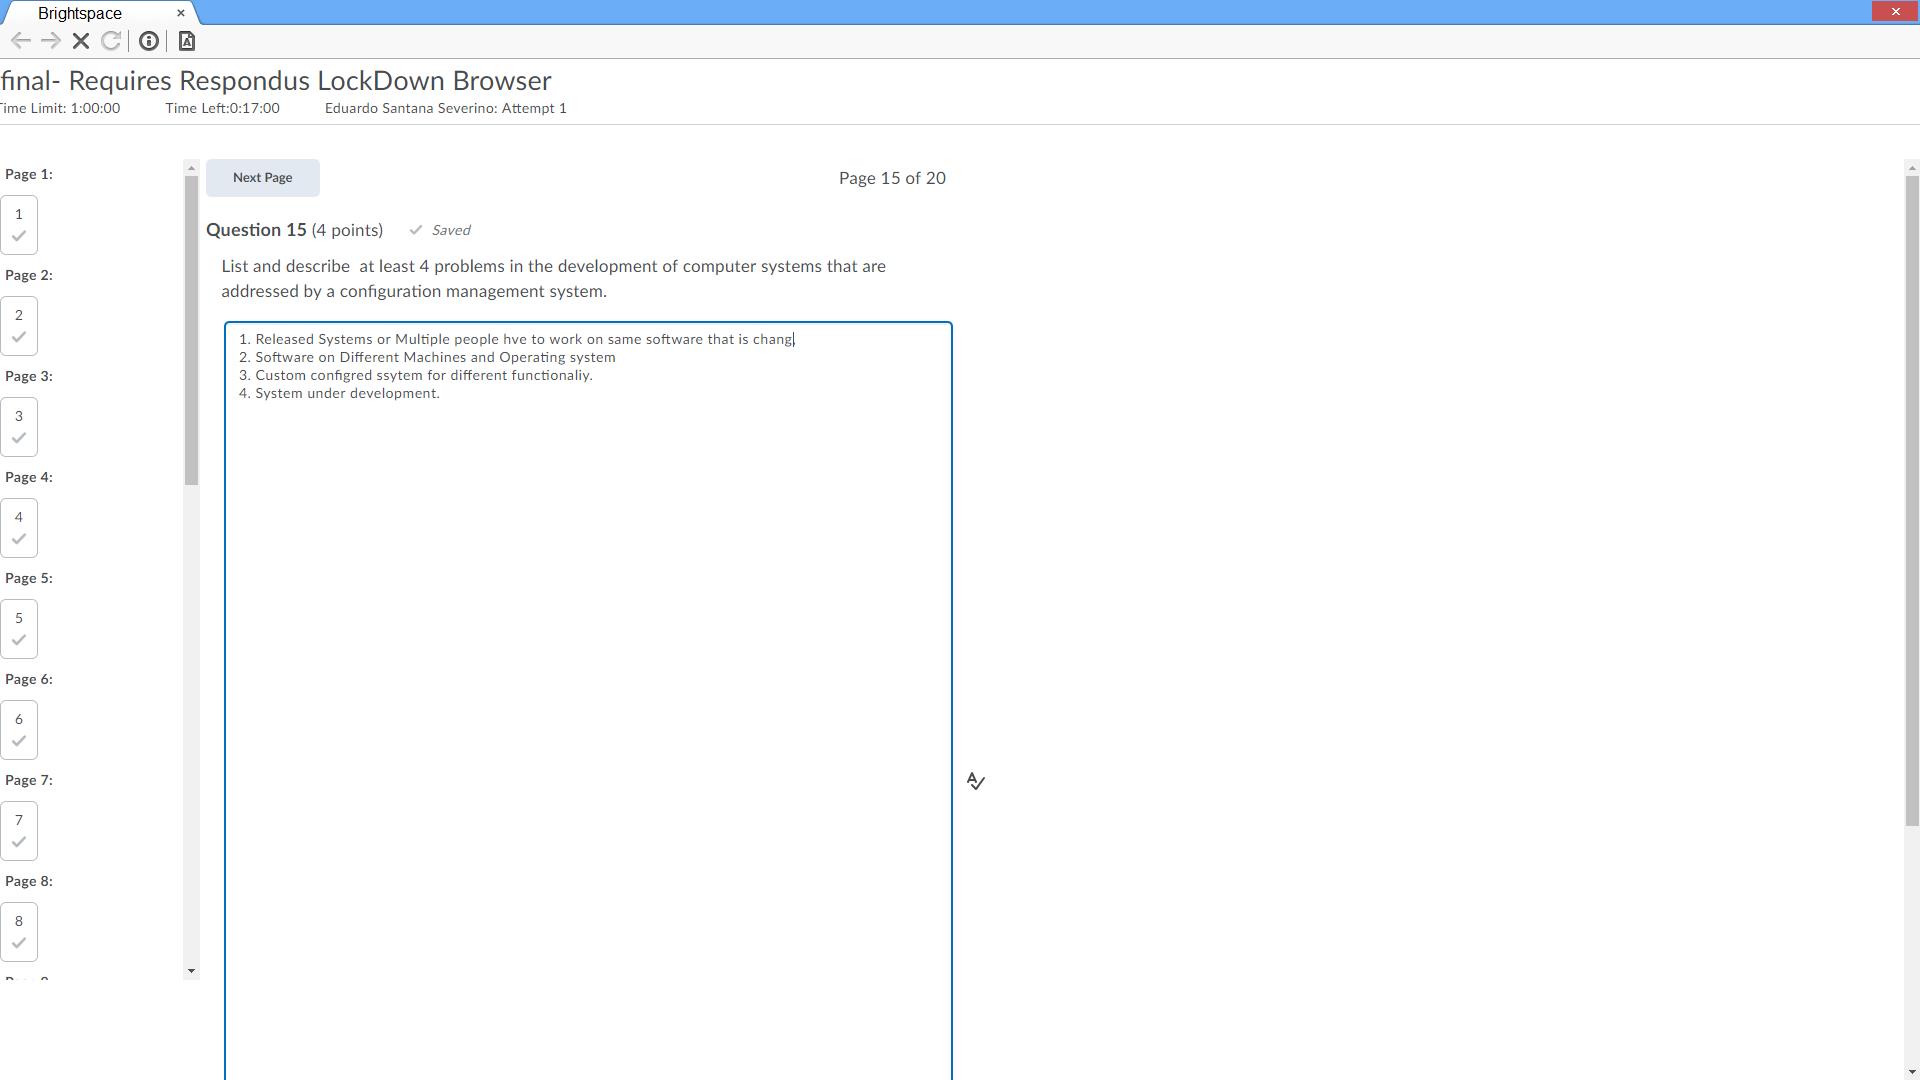 Brightspace
final- Requires Respondus LockDown Browser
Time Limit: 1:00:00 Time Left:0:17:00 Eduardo Santana Severino: Attempt 1
Page 1:
1
Page 2:
2
Page 3:
3
Page 4:
4
Page 5:
5
Page 6:
6
Page 7:
7
Page 8:
8
Next Page
Page 15 of 20
Question 15 (4 points) Saved
List and describe at least 4 problems in the development of computer systems that are
addressed by a configuration management system.
1. Released Systems or Multiple people hve to work on same software that is chang
2. Software on Different Machines and Operating system
3. Custom configred ssytem for different functionaliy.
4. System under development.